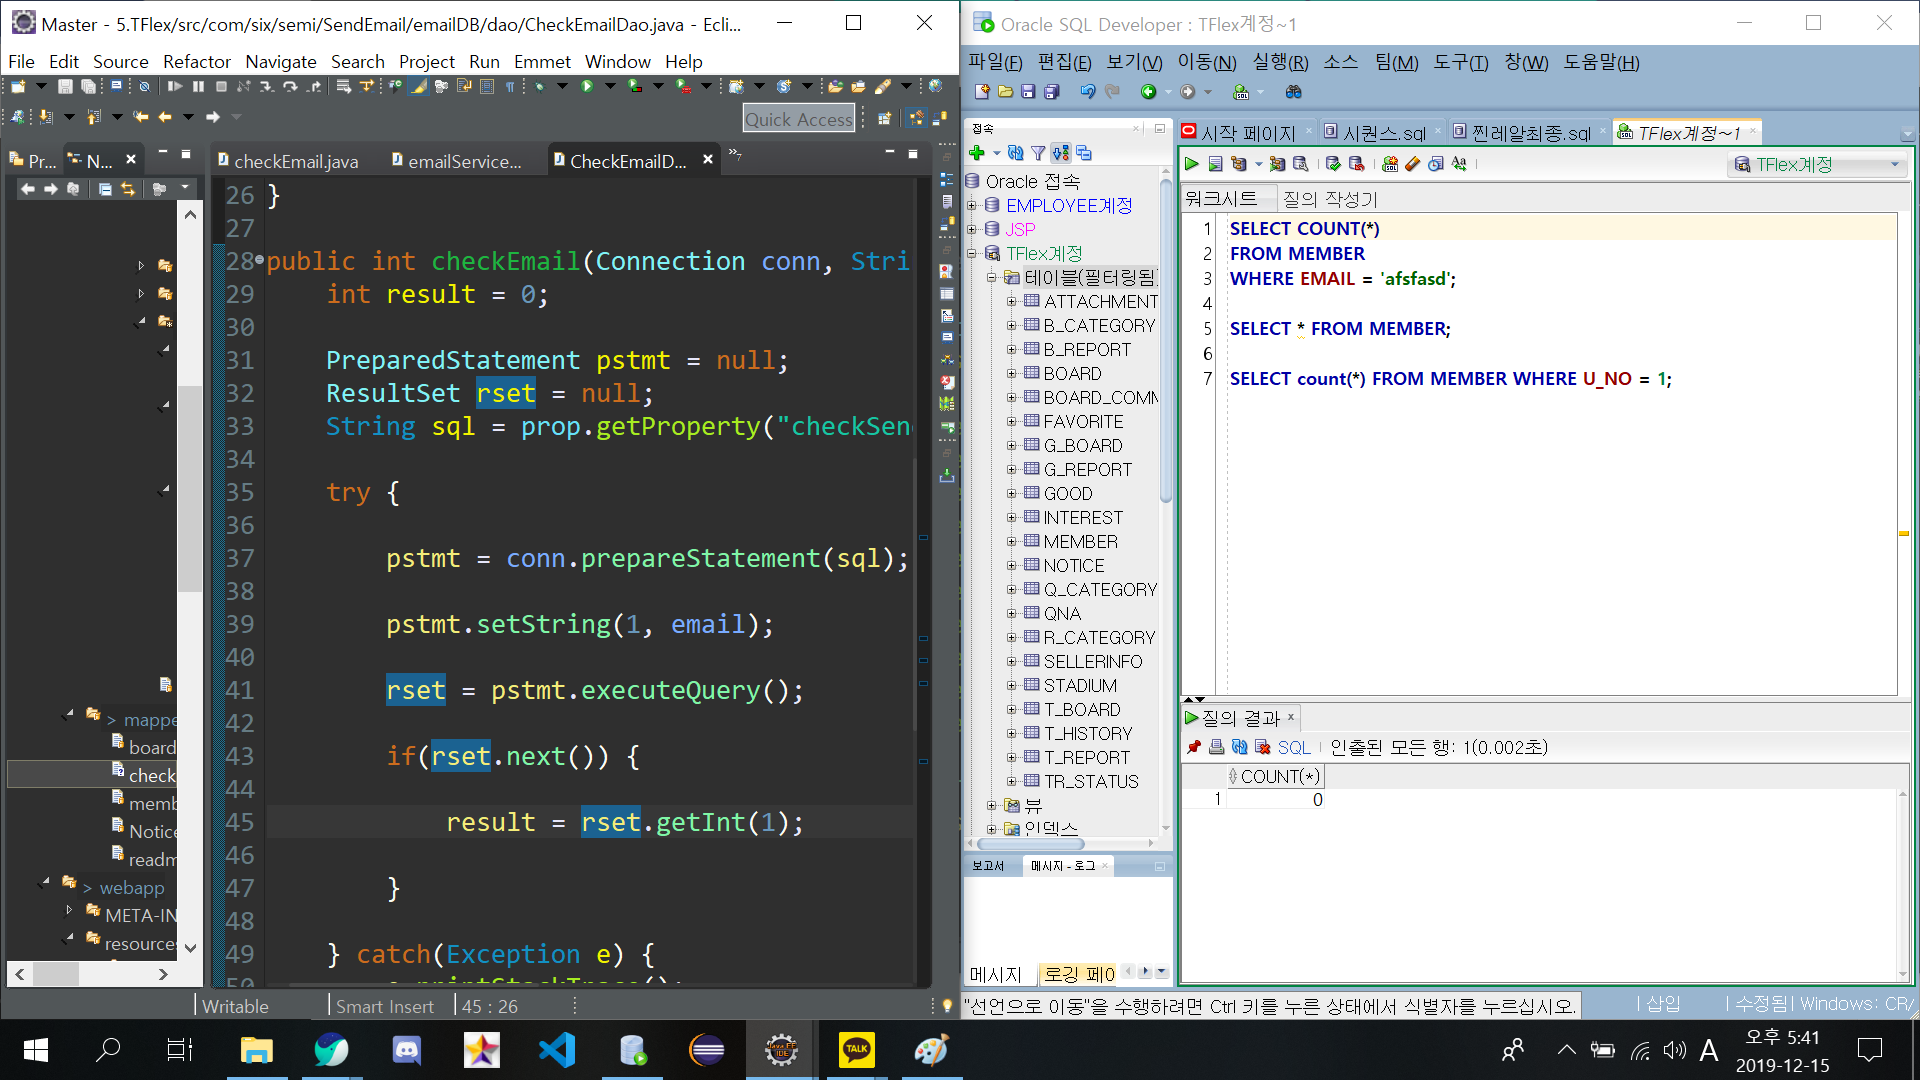 Master - 5.TFlex/src/com/six/semi/SendEmail/emailDB/dao/CheckEmailDao.java - Ecli...
File Edit Source Refactor Navigate Search Project Run Emmet Window Help
Quick Access
Pr... N...
mappe
board
check
memb
Notice
readm
> webapp
META-IN
resources
checkEmail.java emailService... CheckEmailD... »7
26 }
27
28 public int checkEmail(Connection conn, Stri
29 int result = 0;
30
31 PreparedStatement pstmt = null;
32 ResultSet rset = null;
33 String sql = prop.getProperty("checkSen
34
35 try {
36
37 pstmt = conn.prepareStatement(sql);
38
39 pstmt.setString(1, email);
40
41 rset = pstmt.executeQuery();
42
43 if(rset.next()) {
44
45 result = rset.getInt(1);
46
47 }
48
49 } catch(Exception e) {
Writable Smart Insert 45 : 26
Oracle SQL Developer : TFlex계정~1
파일(F) 편집(E) 보기(V) 이동(N) 실행(R) 소스 팀(M) 도구(T) 창(W) 도움말(H)
접속
Oracle 접속
EMPLOYEE계정
JSP
TFlex계정
테이블(필터링됨)
ATTACHMENT
B_CATEGORY
B_REPORT
BOARD
BOARD_COMM
FAVORITE
G_BOARD
G_REPORT
GOOD
INTEREST
MEMBER
NOTICE
Q_CATEGORY
QNA
R_CATEGORY
SELLERINFO
STADIUM
T_BOARD
T_HISTORY
T_REPORT
TR_STATUS
뷰
인덱스
보고서 메시지 - 로그
메시지 로깅 페이
시작 페이지 시퀀스.sql 찐레알최종.sql TFlex계정~1
TFlex계정
워크시트 질의 작성기
1 SELECT COUNT(*)
2 FROM MEMBER
3 WHERE EMAIL = 'afsfasd';
4
5 SELECT * FROM MEMBER;
6
7 SELECT count(*) FROM MEMBER WHERE U_NO = 1;
질의 결과
SQL 인출된 모든 행: 1(0.002초)
COUNT(*)
1 0
"선언으로 이동"을 수행하려면 Ctrl 키를 누른 상태에서 식별자를 누르십시오. 삽입 수정됨 Windows: CR/
TALK
Java EE IDE
A
오후 5:41
2019-12-15